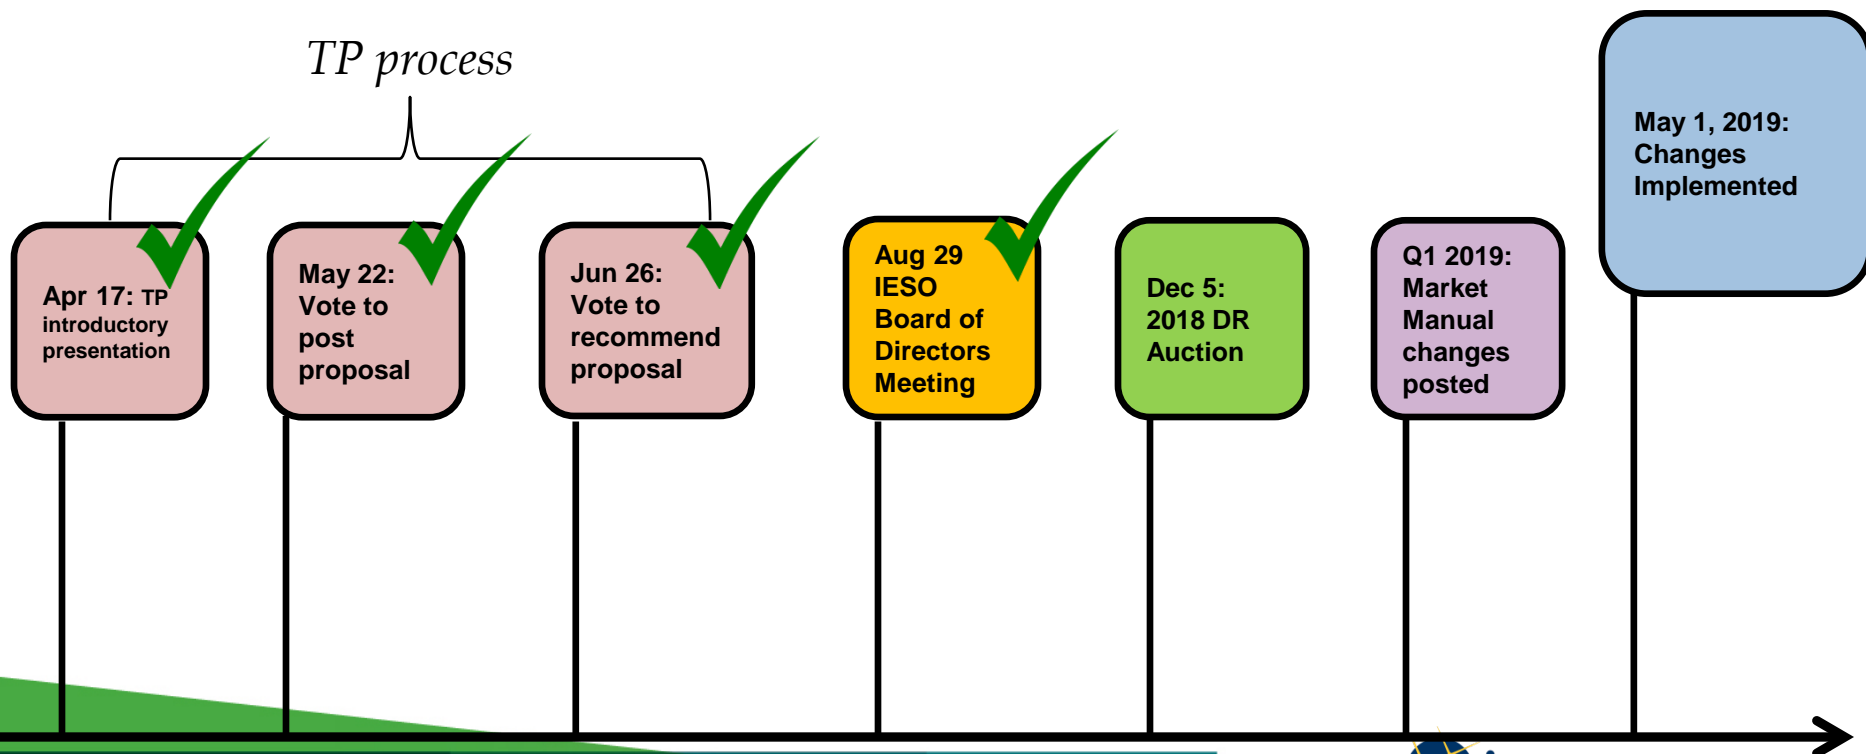 TP process
Apr 17: TP
introductory
presentation
May 22:
Vote to
post
proposal
Jun 26:
Vote to
recommend
proposal
Aug 29
IESO
Board of
Directors
Meeting
Dec 5:
2018 DR
Auction
Q1 2019:
Market
Manual
changes
posted
May 1, 2019:
Changes
Implemented